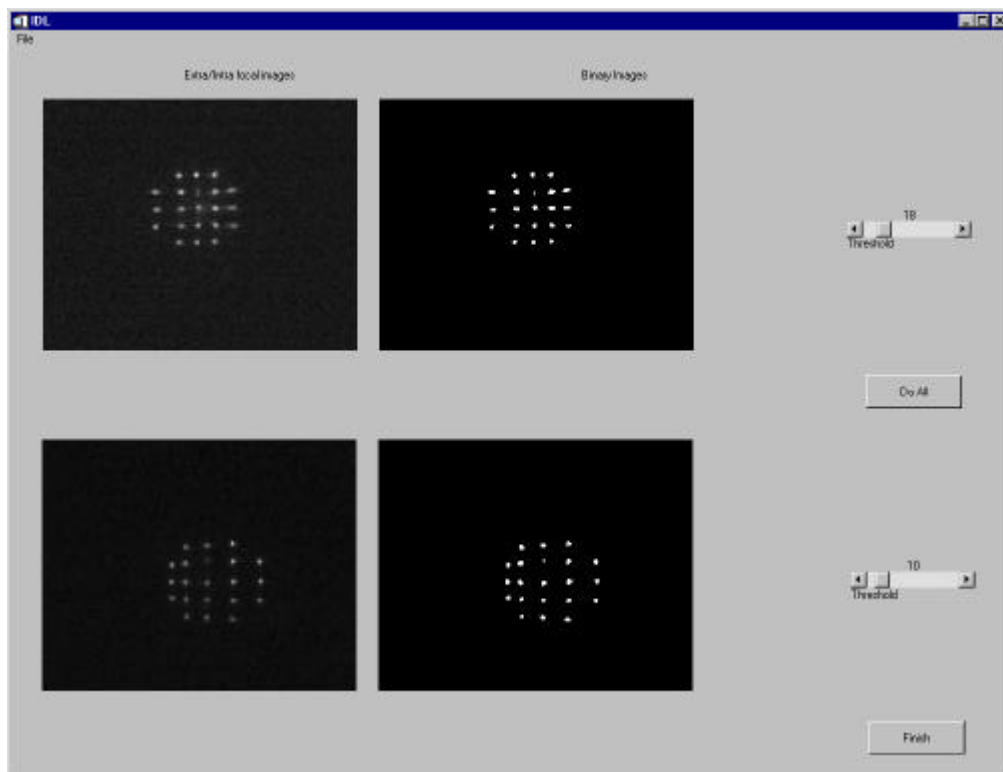 IDL
File
Extra/Intra focal images
Binary Images
18
Threshold
Do All
10
Threshold
Finish